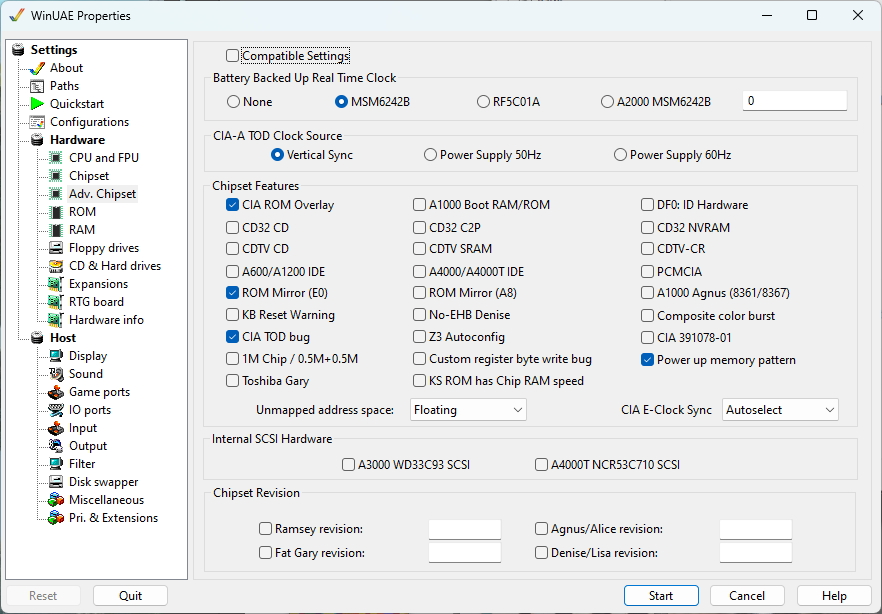 WinUAE Properties
Settings
About
Paths
Quickstart
Configurations
Hardware
CPU and FPU
Chipset
Adv. Chipset
ROM
RAM
Floppy drives
CD & Hard drives
Expansions
RTG board
Hardware info
Host
Display
Sound
Game ports
IO ports
Input
Output
Filter
Disk swapper
Miscellaneous
Pri. & Extensions
Compatible Settings
Battery Backed Up Real Time Clock
None MSM6242B RF5C01A A2000 MSM6242B 0
CIA-A TOD Clock Source
Vertical Sync Power Supply 50Hz Power Supply 60Hz
Chipset Features
CIA ROM Overlay A1000 Boot RAM/ROM DF0: ID Hardware
CD32 CD CD32 C2P CD32 NVRAM
CDTV CD CDTV SRAM CDTV-CR
A600/A1200 IDE A4000/A4000T IDE PCMCIA
ROM Mirror (E0) ROM Mirror (A8) A1000 Agnus (8361/8367)
KB Reset Warning No-EHB Denise Composite color burst
CIA TOD bug Z3 Autoconfig CIA 391078-01
1M Chip / 0.5M+0.5M Custom register byte write bug Power up memory pattern
Toshiba Gary KS ROM has Chip RAM speed
Unmapped address space: Floating CIA E-Clock Sync Autoselect
Internal SCSI Hardware
A3000 WD33C93 SCSI A4000T NCR53C710 SCSI
Chipset Revision
Ramsey revision: Agnus/Alice revision:
Fat Gary revision: Denise/Lisa revision:
Reset Quit Start Cancel Help